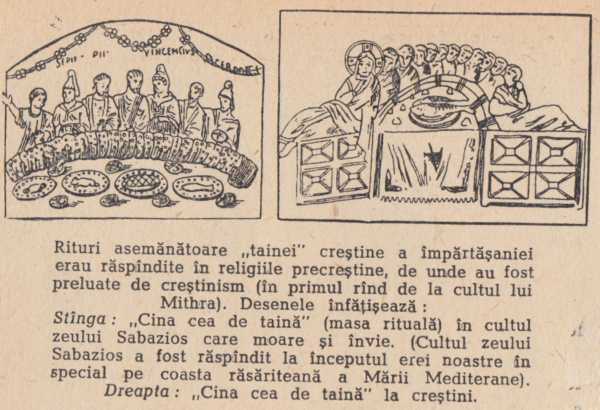 SEPTE · PII · VINCENTIUS
Rituri asemănătoare „tainei" creştine a împărtăşaniei
erau răspîndite în religiile precreştine, de unde au fost
preluate de creştinism (în primul rînd de la cultul lui
Mithra). Desenele înfăţişează :
Stînga : „Cina cea de taină" (masa rituală) în cultul
zeului Sabazios care moare şi învie. (Cultul zeului
Sabazios a fost răspîndit la începutul erei noastre în
special pe coasta răsăriteană a Mării Mediterane).
Dreapta : „Cina cea de taină" la creştini.